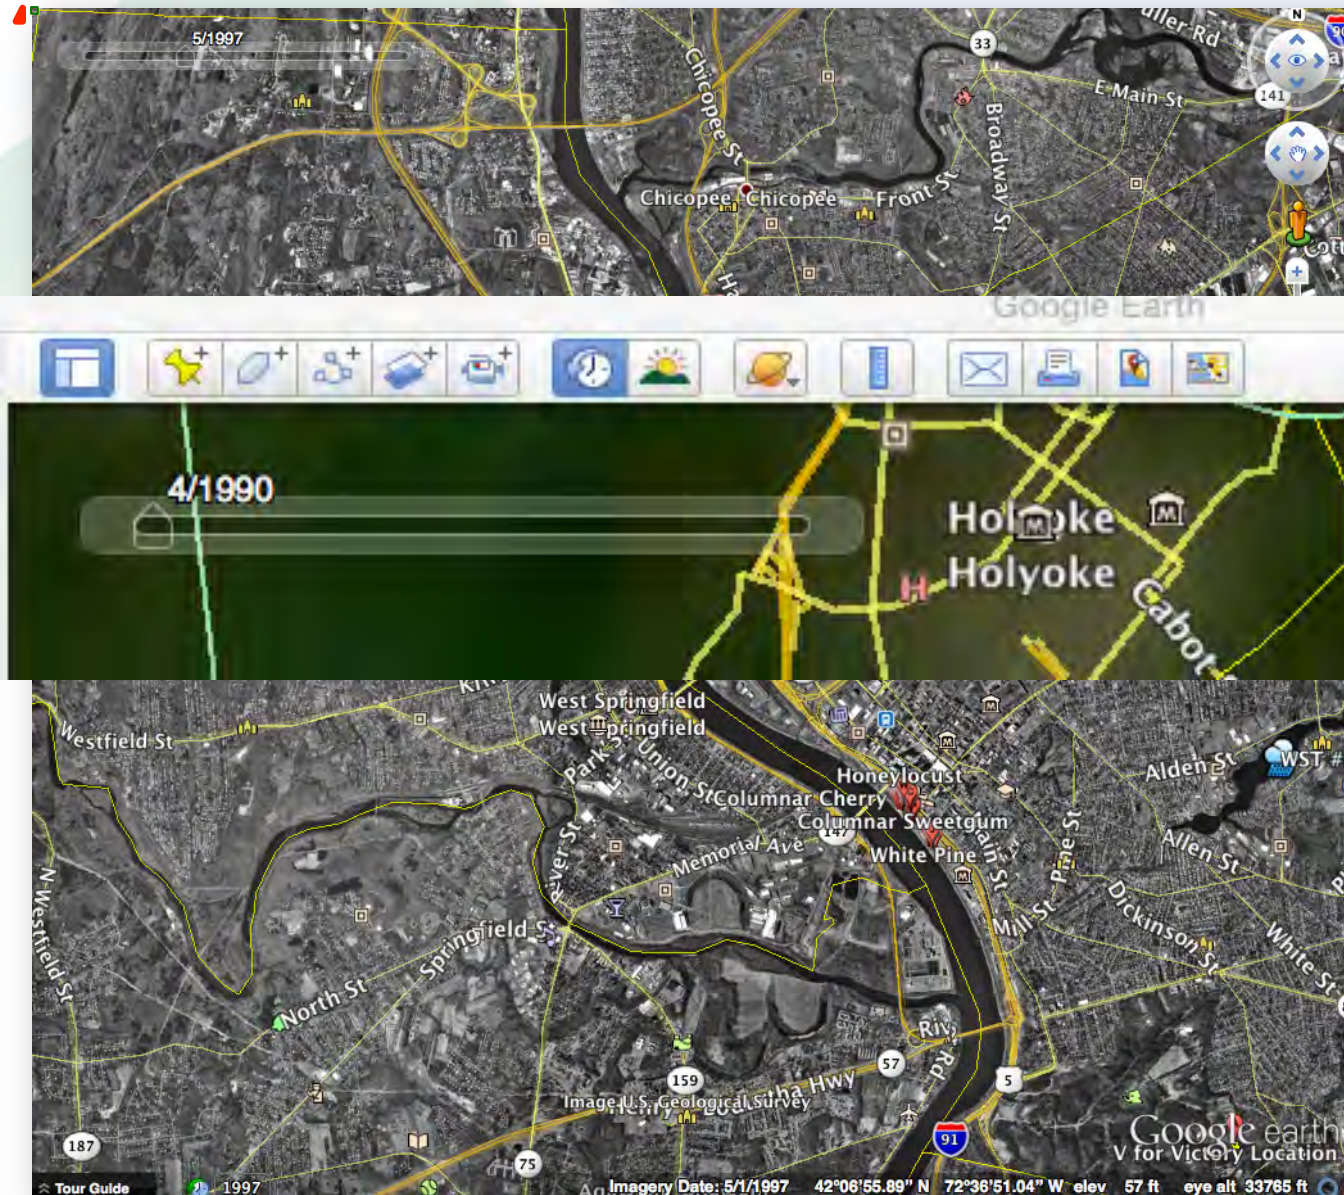 5/1997
N
33
141
E Main St
Chicopee St
Broadway St
Front St
Chicopee
Chicopee
Google Earth
4/1990
Holyoke
Holyoke
H
Cabot
West Springfield
West Springfield
Westfield St
Park St
Union St
Honeylocust
Columnar Cherry
Columnar Sweetgum
147
White Pine
Memorial Ave
Main St
Pine St
Alden St
WST #
Allen St
River St
Mill St
Dickinson St
White St
N Westfield St
Springfield St
North St
Riv
Rd
57
5
159
Image U.S. Geological Survey
187
75
91
Google earth
V for Victory Location
Tour Guide
1997
Imagery Date: 5/1/1997 42°06'55.89" N 72°36'51.04" W elev 57 ft eye alt 33765 ft